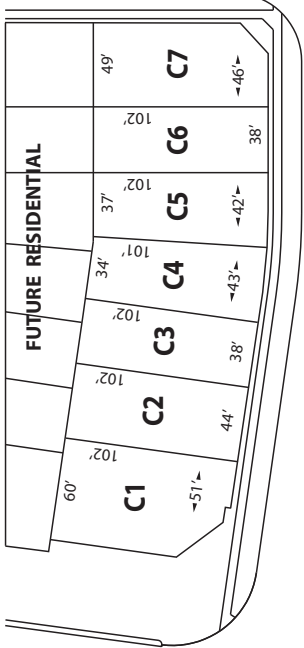 FUTURE RESIDENTIAL
60'
102'
C1
◄51'►
102'
C2
44'
102'
C3
38'
34'
101'
C4
◄43'►
37'
102'
C5
◄42'►
102'
C6
38'
49'
C7
◄46'►